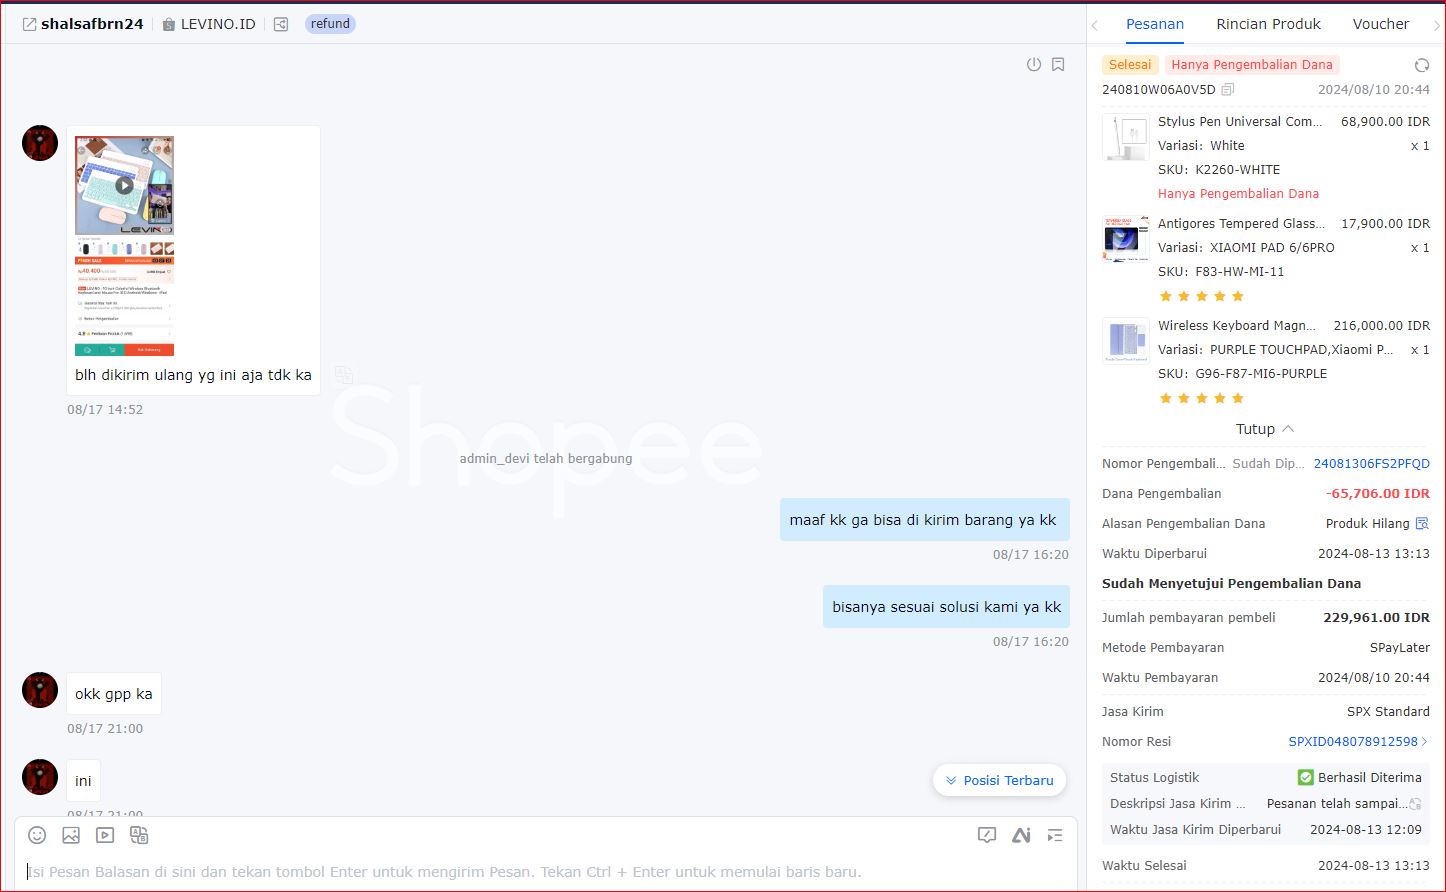 shalsafbrn24
LEVINO.ID
refund
LEVINO
blh dikirim ulang yg ini aja tdk ka
08/17 14:52
Shopee
admin_devi telah bergabung
maaf kk ga bisa di kirim barang ya kk
08/17 16:20
bisanya sesuai solusi kami ya kk
08/17 16:20
okk gpp ka
08/17 21:00
ini
08/17 21:00
Posisi Terbaru
Isi Pesan Balasan di sini dan tekan tombol Enter untuk mengirim Pesan. Tekan Ctrl + Enter untuk memulai baris baru.
Pesanan Rincian Produk Voucher
Selesai Hanya Pengembalian Dana
240810W06A0V5D 2024/08/10 20:44
Stylus Pen Universal Com... 68,900.00 IDR
Variasi: White x 1
SKU: K2260-WHITE
Hanya Pengembalian Dana
Antigores Tempered Glass... 17,900.00 IDR
Variasi: XIAOMI PAD 6/6PRO x 1
SKU: F83-HW-MI-11
Wireless Keyboard Magn... 216,000.00 IDR
Variasi: PURPLE TOUCHPAD,Xiaomi P... x 1
SKU: G96-F87-MI6-PURPLE
Tutup
Nomor Pengembali... Sudah Dip... 24081306FS2PFQD
Dana Pengembalian -65,706.00 IDR
Alasan Pengembalian Dana Produk Hilang
Waktu Diperbarui 2024-08-13 13:13
Sudah Menyetujui Pengembalian Dana
Jumlah pembayaran pembeli 229,961.00 IDR
Metode Pembayaran SPayLater
Waktu Pembayaran 2024/08/10 20:44
Jasa Kirim SPX Standard
Nomor Resi SPXID048078912598
Status Logistik Berhasil Diterima
Deskripsi Jasa Kirim ... Pesanan telah sampai...
Waktu Jasa Kirim Diperbarui 2024-08-13 12:09
Waktu Selesai 2024-08-13 13:13